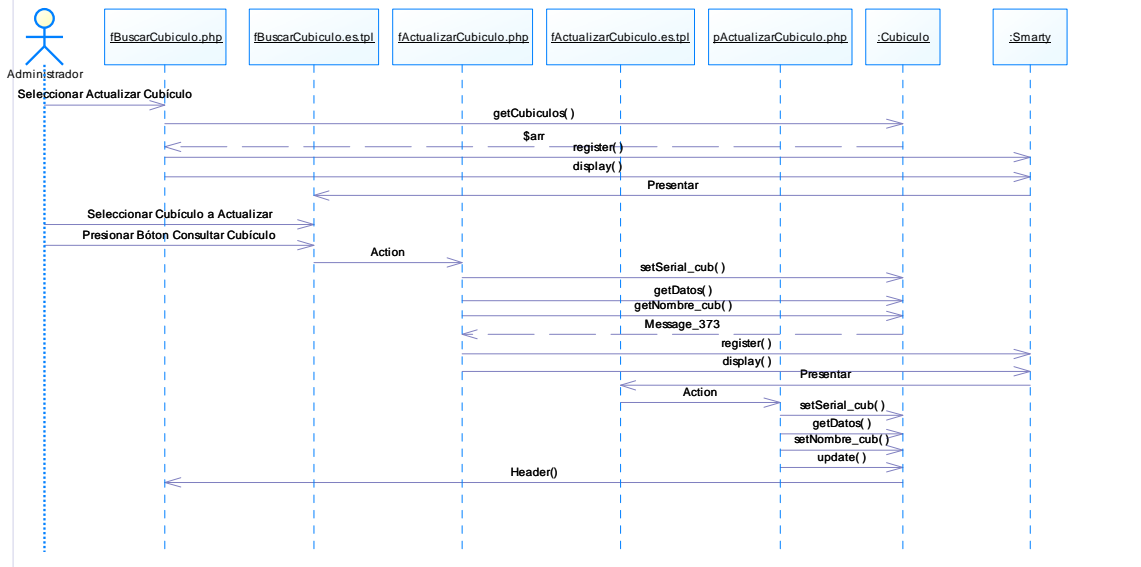 fBuscarCubiculo.php
fBuscarCubiculo.es.tpl
fActualizarCubiculo.php
fActualizarCubiculo.es.tpl
pActualizarCubiculo.php
:Cubiculo
:Smarty
Administrador
Seleccionar Actualizar Cubículo
getCubiculos( )
$arr
register( )
display( )
Presentar
Seleccionar Cubículo a Actualizar
Presionar Bóton Consultar Cubículo
Action
setSerial_cub( )
getDatos( )
getNombre_cub( )
Message_373
register( )
display( )
Presentar
Action
setSerial_cub( )
getDatos( )
setNombre_cub( )
update( )
Header()